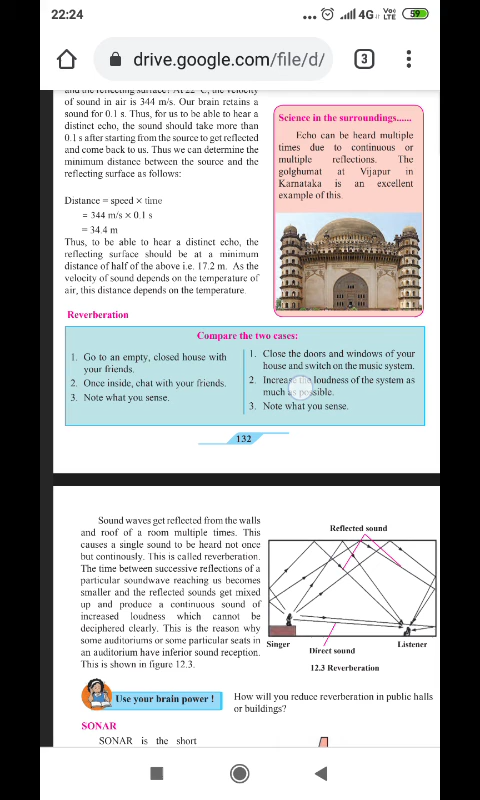 22:24
... 4G Vo) LTE 59
drive.google.com/file/d/
3
and the reflecting surface? At 22°C, the velocity
of sound in air is 344 m/s. Our brain retains a
sound for 0.1 s. Thus, for us to be able to hear a
distinct echo, the sound should take more than
0.1 s after starting from the source to get reflected
and come back to us. Thus we can determine the
minimum distance between the source and the
reflecting surface as follows:
Distance = speed × time
= 344 m/s × 0.1 s
= 34.4 m
Thus, to be able to hear a distinct echo, the
reflecting surface should be at a minimum
distance of half of the above i.e. 17.2 m. As the
velocity of sound depends on the temperature of
air, this distance depends on the temperature.
Science in the surroundings......
Echo can be heard multiple
times due to continuous or
multiple reflections. The
golghumat at Vijapur in
Karnataka is an excellent
example of this.
Reverberation
Compare the two cases:
1. Go to an empty, closed house with
your friends.
2. Once inside, chat with your friends.
3. Note what you sense.
1. Close the doors and windows of your
house and switch on the music system.
2. Increase the loudness of the system as
much as possible.
3. Note what you sense.
132
Sound waves get reflected from the walls
and roof of a room multiple times. This
causes a single sound to be heard not once
but continously. This is called reverberation.
The time between successive reflections of a
particular soundwave reaching us becomes
smaller and the reflected sounds get mixed
up and produce a continuous sound of
increased loudness which cannot be
deciphered clearly. This is the reason why
some auditoriums or some particular seats in
an auditorium have inferior sound reception.
This is shown in figure 12.3.
Reflected sound
Singer
Direct sound
Listener
12.3 Reverberation
Use your brain power !
How will you reduce reverberation in public halls
or buildings?
SONAR
SONAR is the short